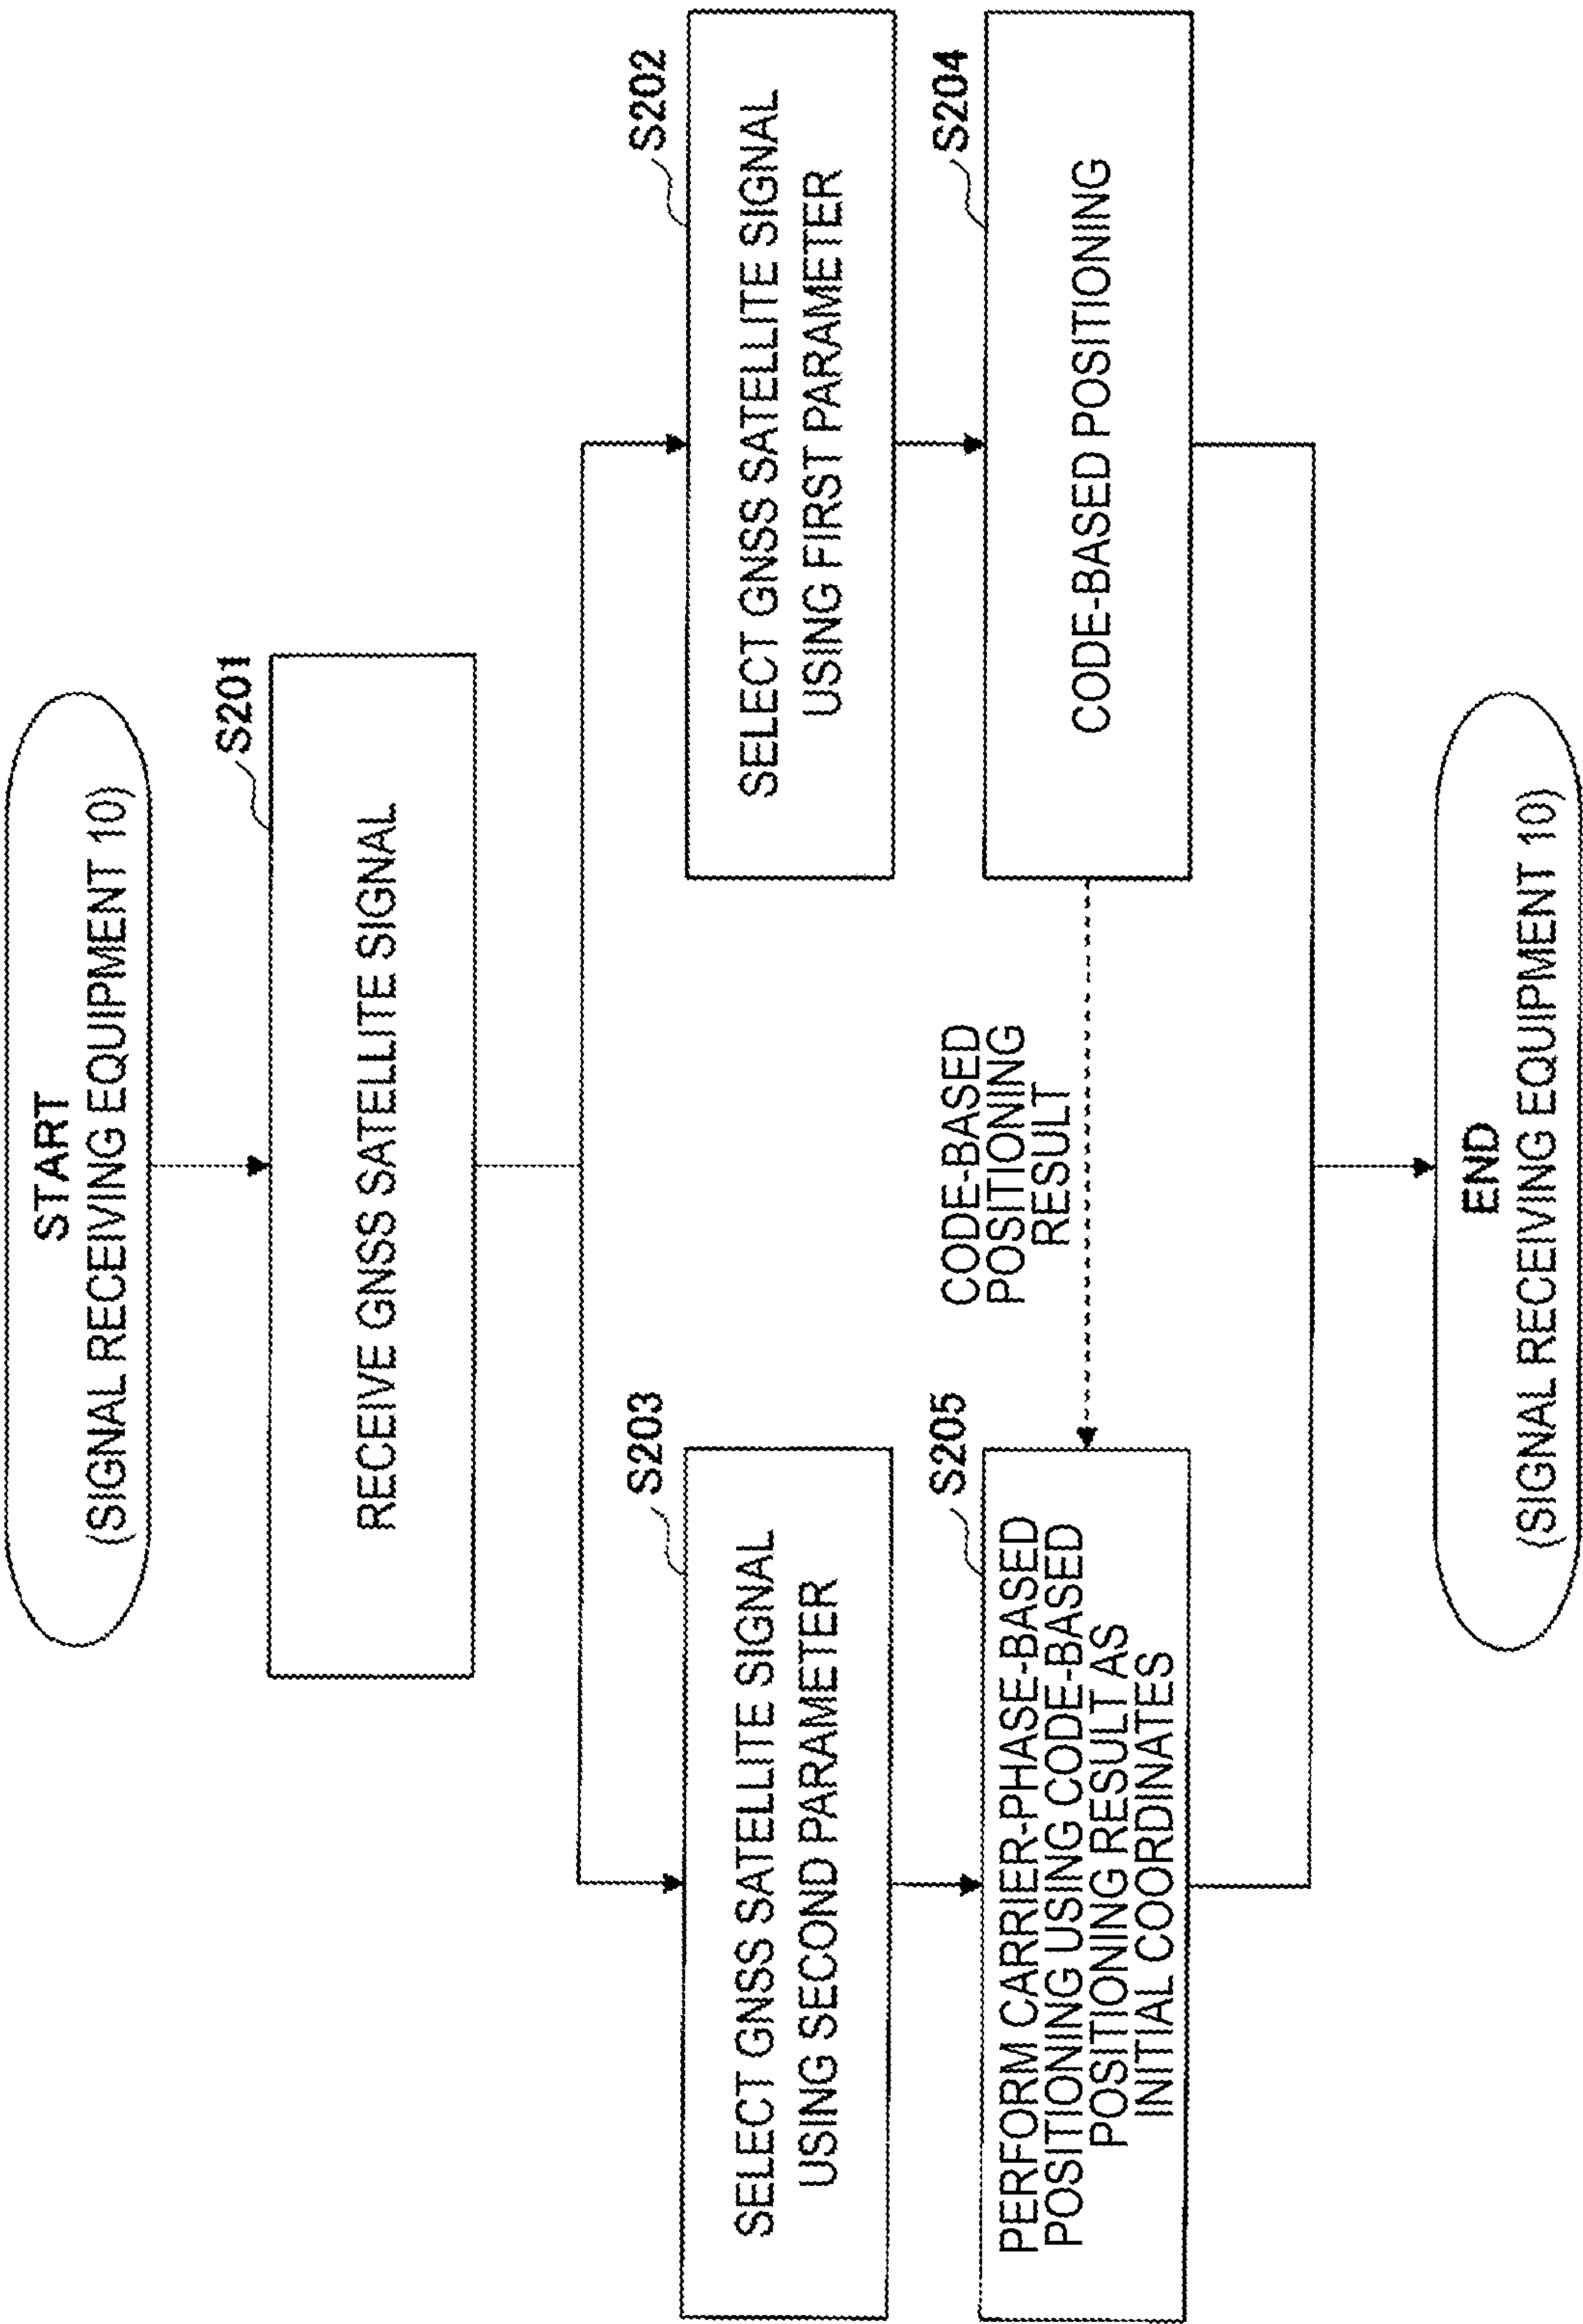 START
(SIGNAL RECEIVING EQUIPMENT 10)
S201
RECEIVE GNSS SATELLITE SIGNAL
S203
SELECT GNSS SATELLITE SIGNAL
USING SECOND PARAMETER
S202
SELECT GNSS SATELLITE SIGNAL
USING FIRST PARAMETER
S205
PERFORM CARRIER-PHASE-BASED
POSITIONING USING CODE-BASED
POSITIONING RESULT AS
INITIAL COORDINATES
CODE-BASED
POSITIONING
RESULT
S204
CODE-BASED POSITIONING
END
(SIGNAL RECEIVING EQUIPMENT 10)